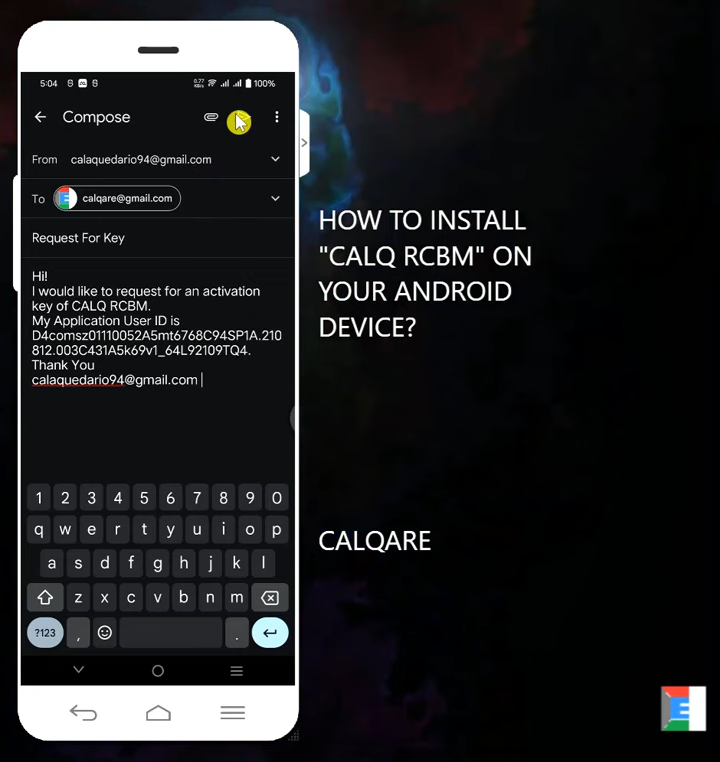 5:04
0.77
KB/s
100%
Compose
From calaquedario94@gmail.com
To E calqare@gmail.com
Request For Key
Hi!
I would like to request for an activation
key of CALQ RCBM.
My Application User ID is
D4comsz01110052A5mt6768C94SP1A.210
812.003C431A5k69v1_64L92109TQ4.
Thank You
calaquedario94@gmail.com
1 2 3 4 5 6 7 8 9 0
q w e r t y u i o p
a s d f g h j k l
z x c v b n m
?123 , .
HOW TO INSTALL
"CALQ RCBM" ON
YOUR ANDROID
DEVICE?
CALQARE
E